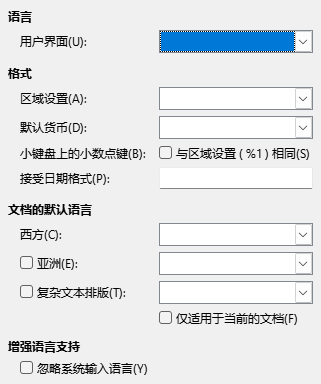 语言
用户界面(U):
格式
区域设置(A):
默认货币(D):
小键盘上的小数点键(B): 与区域设置 ( %1 ) 相同(S)
接受日期格式(P):
文档的默认语言
西方(C):
亚洲(E):
复杂文本排版(T):
仅适用于当前的文档(F)
增强语言支持
忽略系统输入语言(Y)